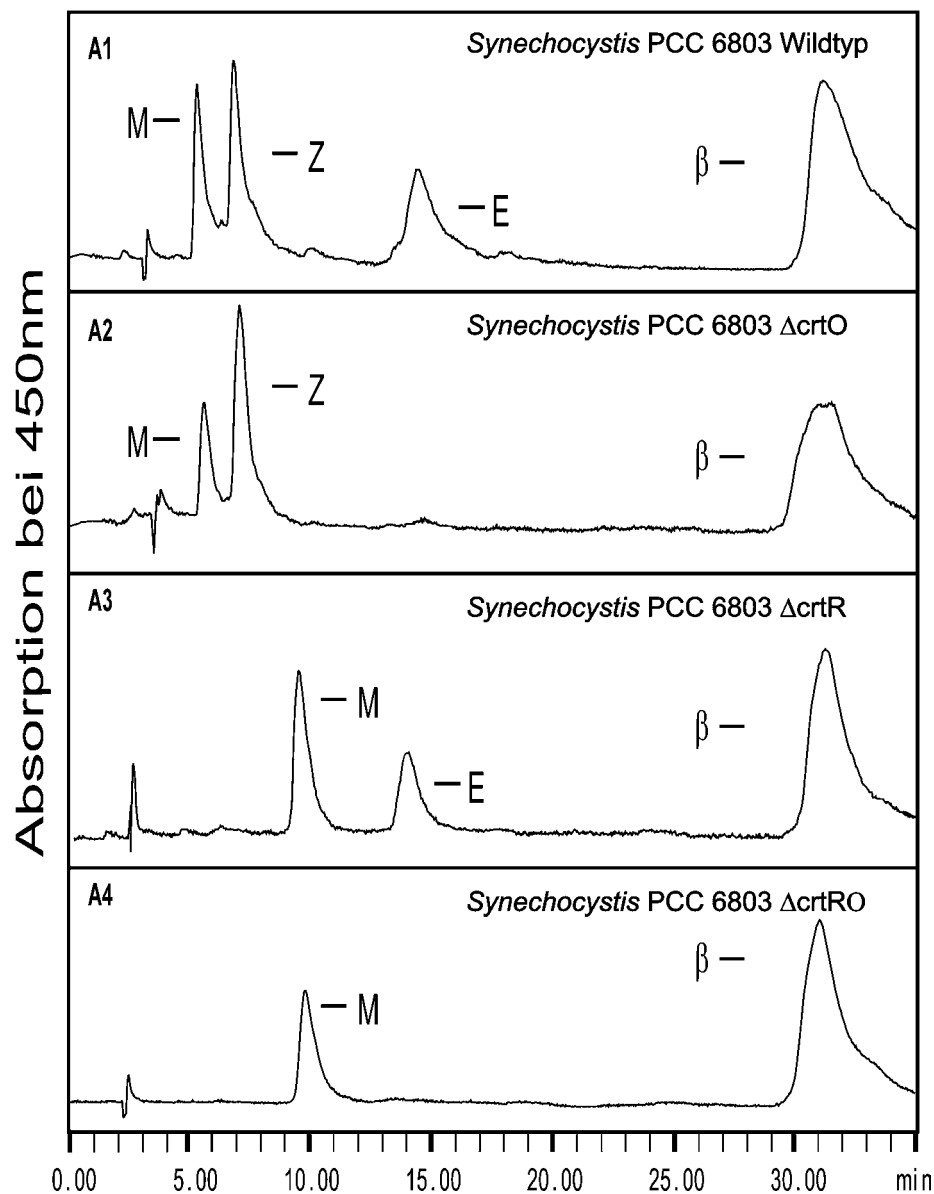 Absorption bei 450nm
A1
Synechocystis PCC 6803 Wildtyp
M
Z
E
β
A2
Synechocystis PCC 6803 ΔcrtO
M
Z
β
A3
Synechocystis PCC 6803 ΔcrtR
M
E
β
A4
Synechocystis PCC 6803 ΔcrtRO
M
β
0.00 5.00 10.00 15.00 20.00 25.00 30.00 min